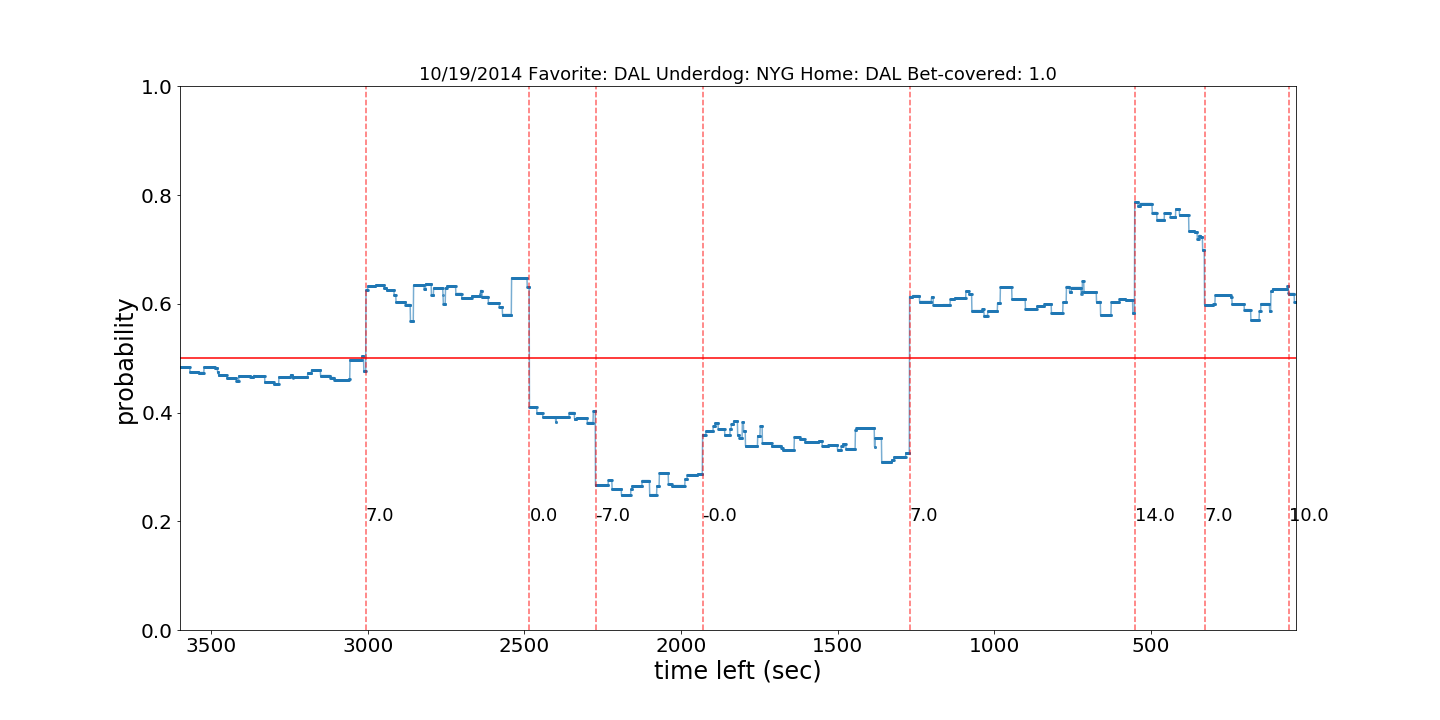 10/19/2014 Favorite: DAL Underdog: NYG Home: DAL Bet-covered: 1.0
1.0
0.8
0.6
0.4
0.2
0.0
probability
7.0 0.0 -7.0 -0.0 7.0 14.0 7.0 10.0
3500 3000 2500 2000 1500 1000 500
time left (sec)